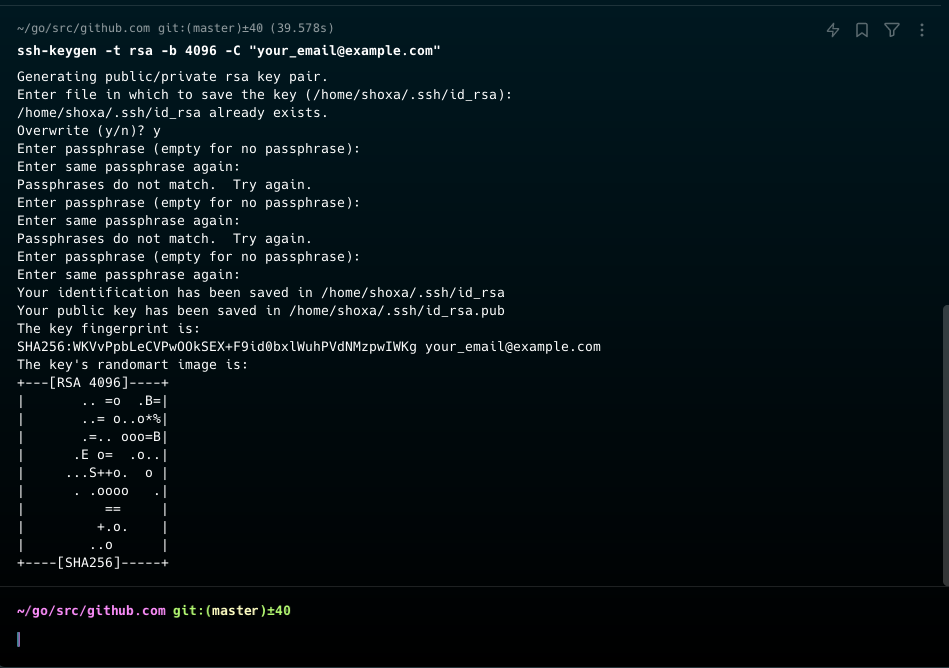 ~/go/src/github.com git:(master)±40 (39.578s)
ssh-keygen -t rsa -b 4096 -C "your_email@example.com"
Generating public/private rsa key pair.
Enter file in which to save the key (/home/shoxa/.ssh/id_rsa):
/home/shoxa/.ssh/id_rsa already exists.
Overwrite (y/n)? y
Enter passphrase (empty for no passphrase):
Enter same passphrase again:
Passphrases do not match.  Try again.
Enter passphrase (empty for no passphrase):
Enter same passphrase again:
Passphrases do not match.  Try again.
Enter passphrase (empty for no passphrase):
Enter same passphrase again:
Your identification has been saved in /home/shoxa/.ssh/id_rsa
Your public key has been saved in /home/shoxa/.ssh/id_rsa.pub
The key fingerprint is:
SHA256:WKVvPpbLeCVPwOOkSEX+F9id0bxlWuhPVdNMzpwIWKg your_email@example.com
The key's randomart image is:
+---[RSA 4096]----+
|       .. =o  .B=|
|       ..= o..o*%|
|       .=.. ooo=B|
|      .E o=  .o..|
|     ...S++o.  o |
|      . .oooo   .|
|          ==     |
|         +.o.    |
|        ..o      |
+----[SHA256]-----+
~/go/src/github.com git:(master)±40